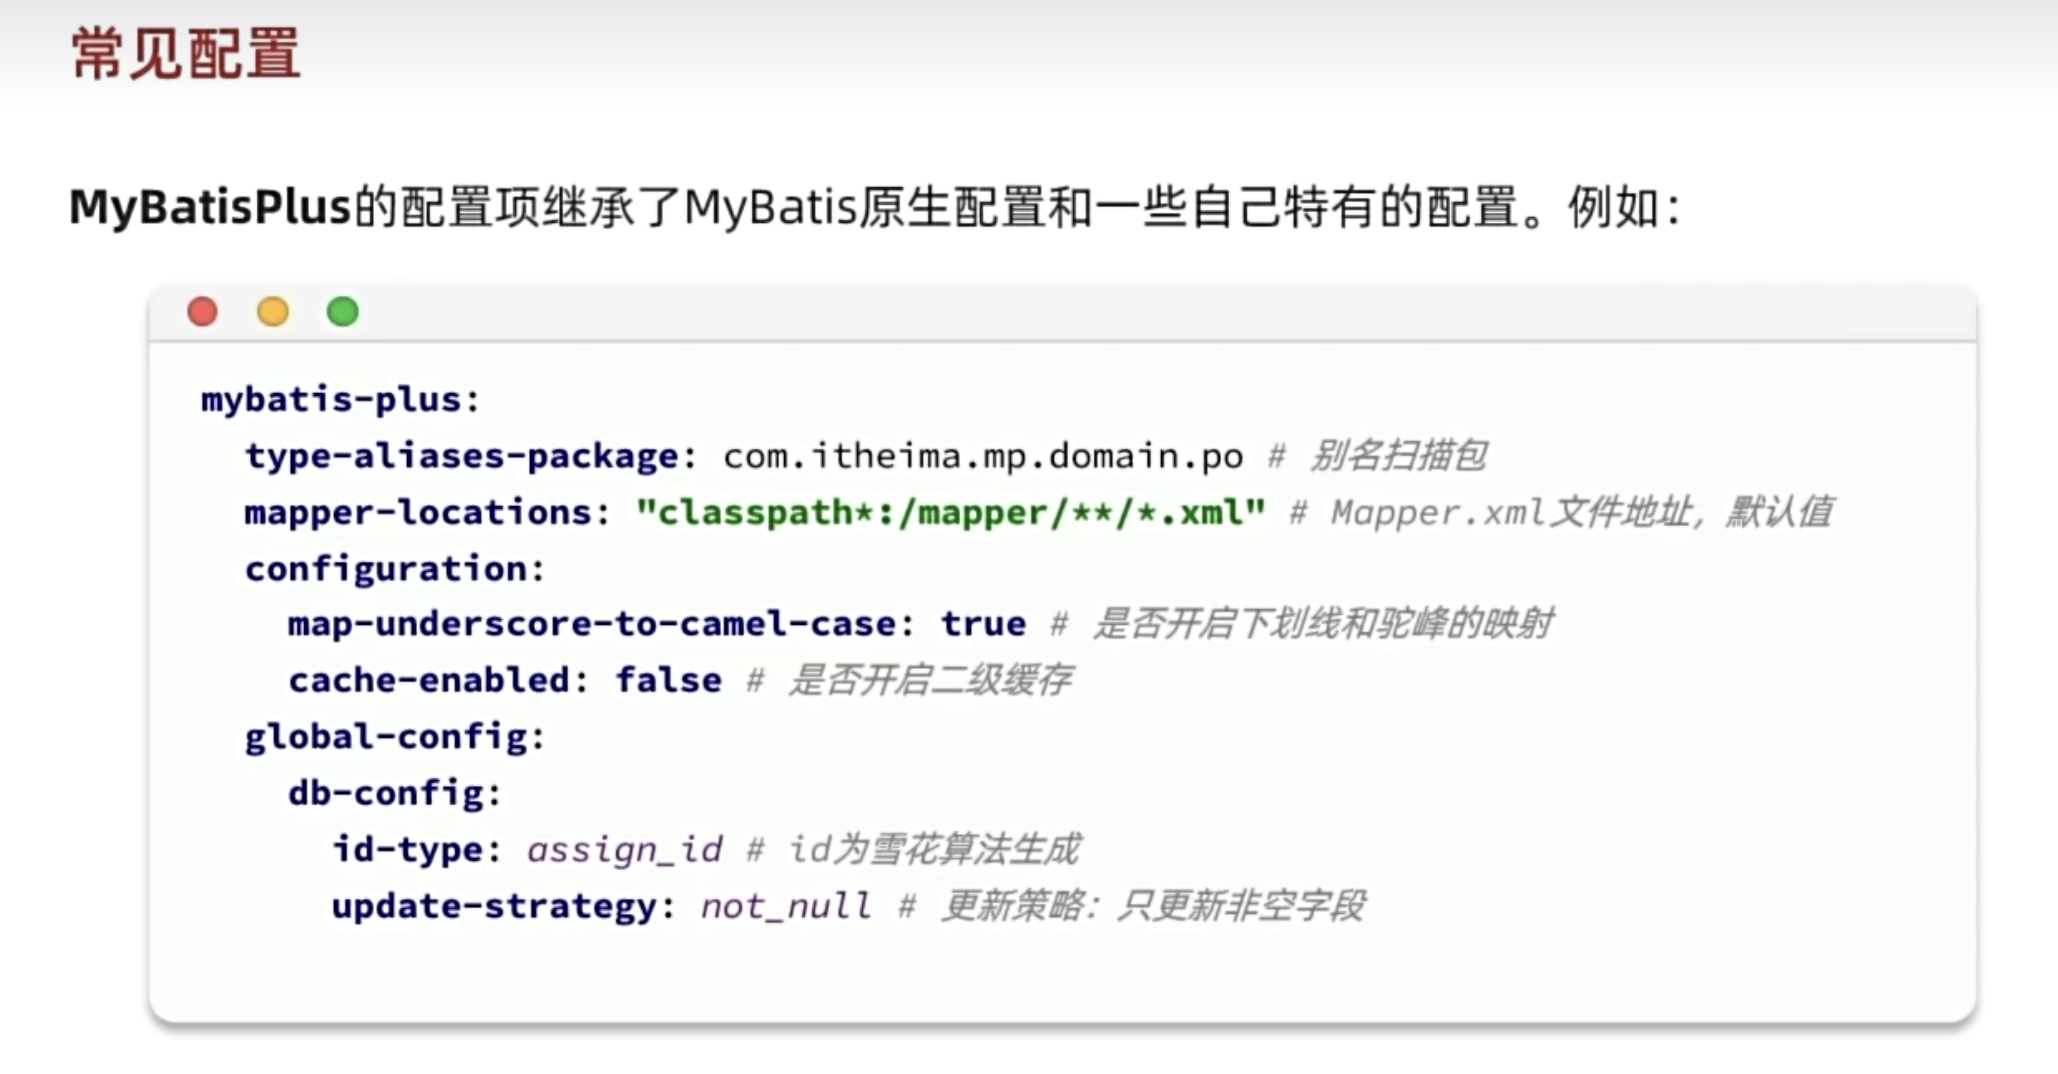 常见配置
MyBatisPlus的配置项继承了MyBatis原生配置和一些自己特有的配置。例如：
mybatis-plus:
  type-aliases-package: com.itheima.mp.domain.po # 别名扫描包
  mapper-locations: "classpath*:/mapper/**/*.xml" # Mapper.xml文件地址，默认值
  configuration:
    map-underscore-to-camel-case: true # 是否开启下划线和驼峰的映射
    cache-enabled: false # 是否开启二级缓存
  global-config:
    db-config:
      id-type: assign_id # id为雪花算法生成
      update-strategy: not_null # 更新策略：只更新非空字段